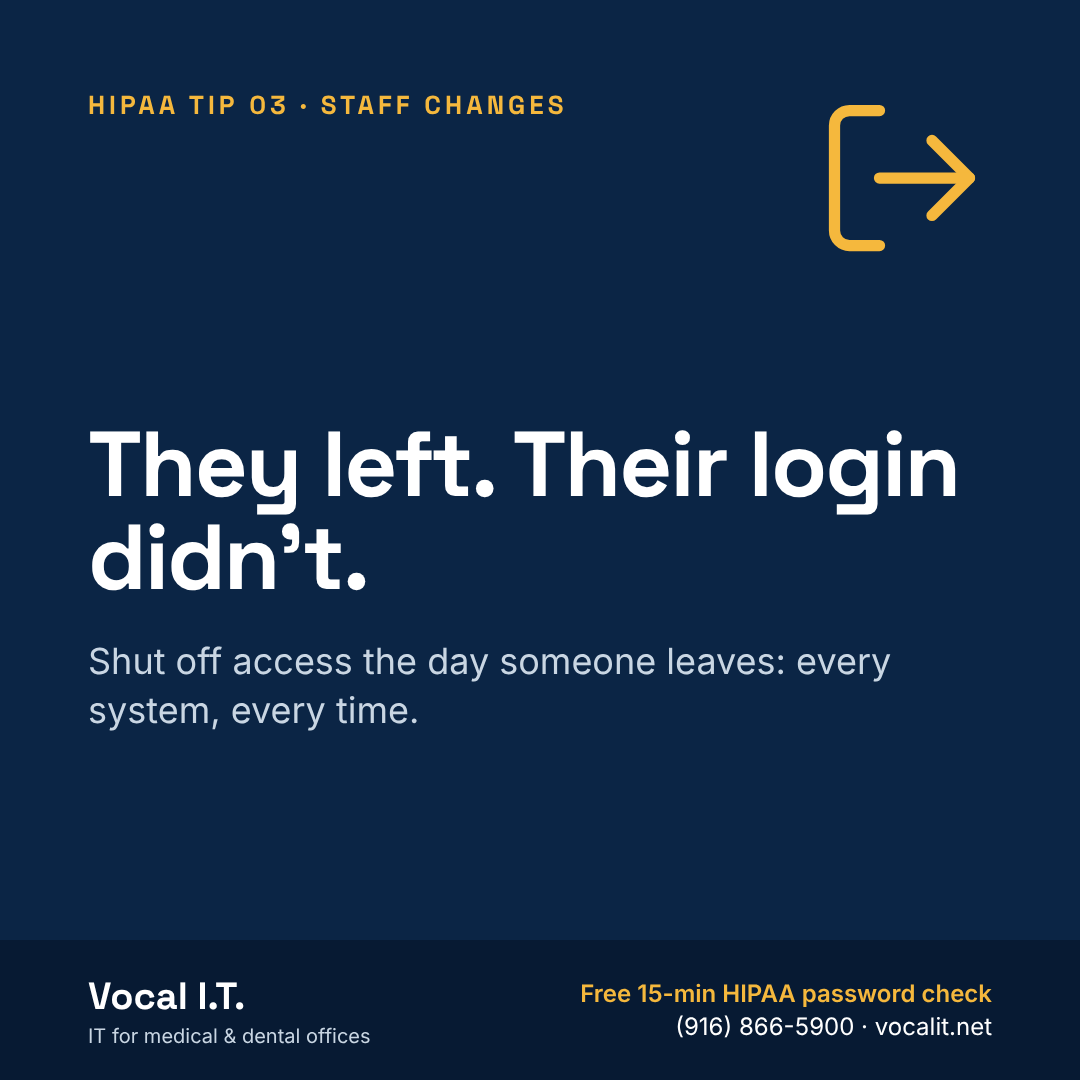 HIPAA TIP 03 · STAFF CHANGES
They left. Their login
didn’t.
Shut off access the day someone leaves: every
system, every time.
Vocal I.T.
IT for medical & dental offices
Free 15-min HIPAA password check
(916) 866-5900 · vocalit.net